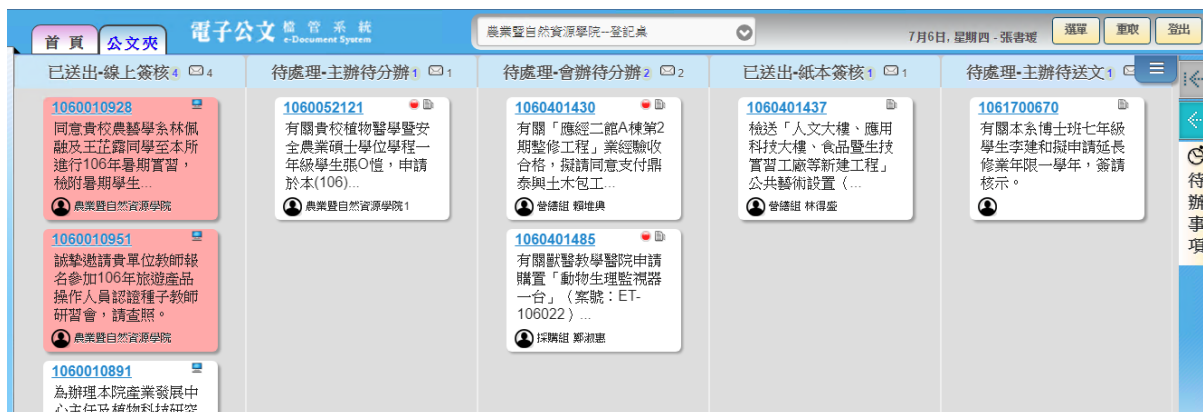 首 頁
公文夾
電子公文 檔 管 系 統
e-Document System
農業暨自然資源學院--登記桌
7月6日, 星期四 - 張書媛
選單
重取
登出
已送出-線上簽核 4 4
1060010928
同意貴校農藝學系林佩
融及王芷露同學至本所
進行106年暑期實習，
檢附暑期學生...
農業暨自然資源學院
1060010951
誠摯邀請貴單位教師報
名參加106年旅遊產品
操作人員認證種子教師
研習會，請查照。
農業暨自然資源學院
1060010891
為辦理本院產業發展中
心主任及植物科技研究
待處理-主辦待分辦 1 1
1060052121
有關貴校植物醫學暨安
全農業碩士學位學程一
年級學生張O愷，申請
於本(106)...
農業暨自然資源學院1
待處理-會辦待分辦 2 2
1060401430
有關「應經二館A棟第2
期整修工程」業經驗收
合格，擬請同意支付鼎
泰興土木包工...
營繕組 賴堆興
1060401485
有關獸醫教學醫院申請
購置「動物生理監視器
一台」（案號：ET-
106022）...
採購組 鄭淑惠
已送出-紙本簽核 1 1
1060401437
檢送「人文大樓、應用
科技大樓、食品暨生技
實習工廠等新建工程」
公共藝術設置（...
營繕組 林得盛
待處理-主辦待送文 1
1061700670
有關本系博士班七年級
學生李建和擬申請延長
修業年限一學年，簽請
核示。
待
辦
事
項